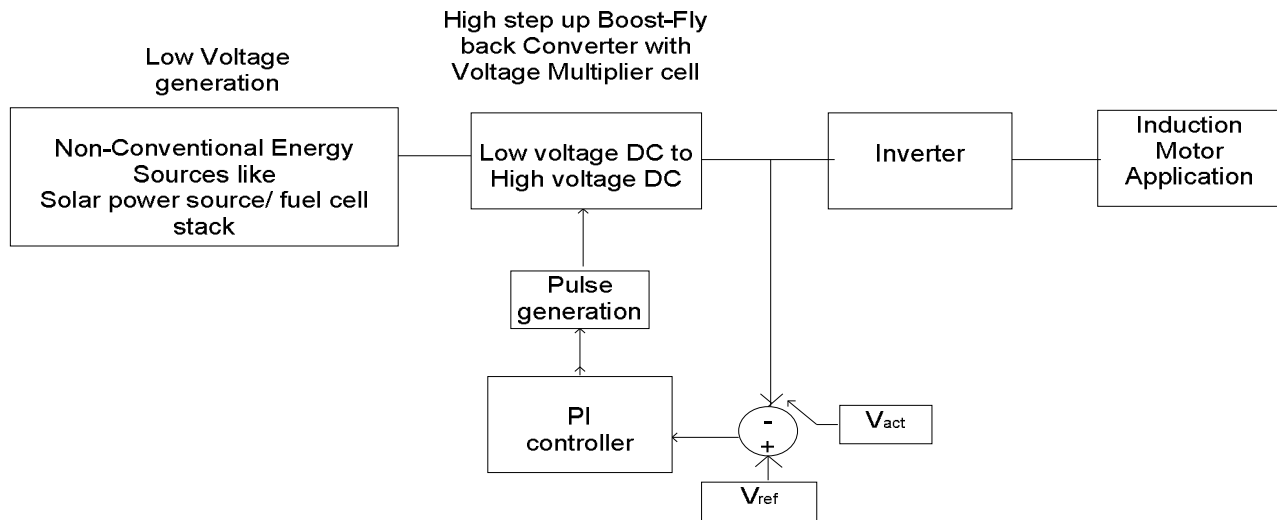 High step up Boost-Fly
back Converter with
Voltage Multiplier cell
Low Voltage
generation
Non-Conventional Energy
Sources like
Solar power source/ fuel cell
stack
Low voltage DC to
High voltage DC
Inverter
Induction
Motor
Application
Pulse
generation
PI
controller
-
+
Vact
Vref